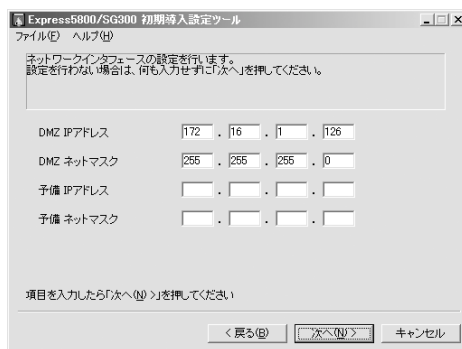 Express5800/SG300 初期導入設定ツール
ファイル(F) ヘルプ(H)
ネットワークインタフェースの設定を行います。
設定を行わない場合は、何も入力せずに「次へ」を押してください。
DMZ IPアドレス 172 . 16 . 1 . 126
DMZ ネットマスク 255 . 255 . 255 . 0
予備 IPアドレス . . .
予備 ネットマスク . . .
項目を入力したら「次へ(N) >」を押してください
< 戻る(B) 次へ(N) > キャンセル